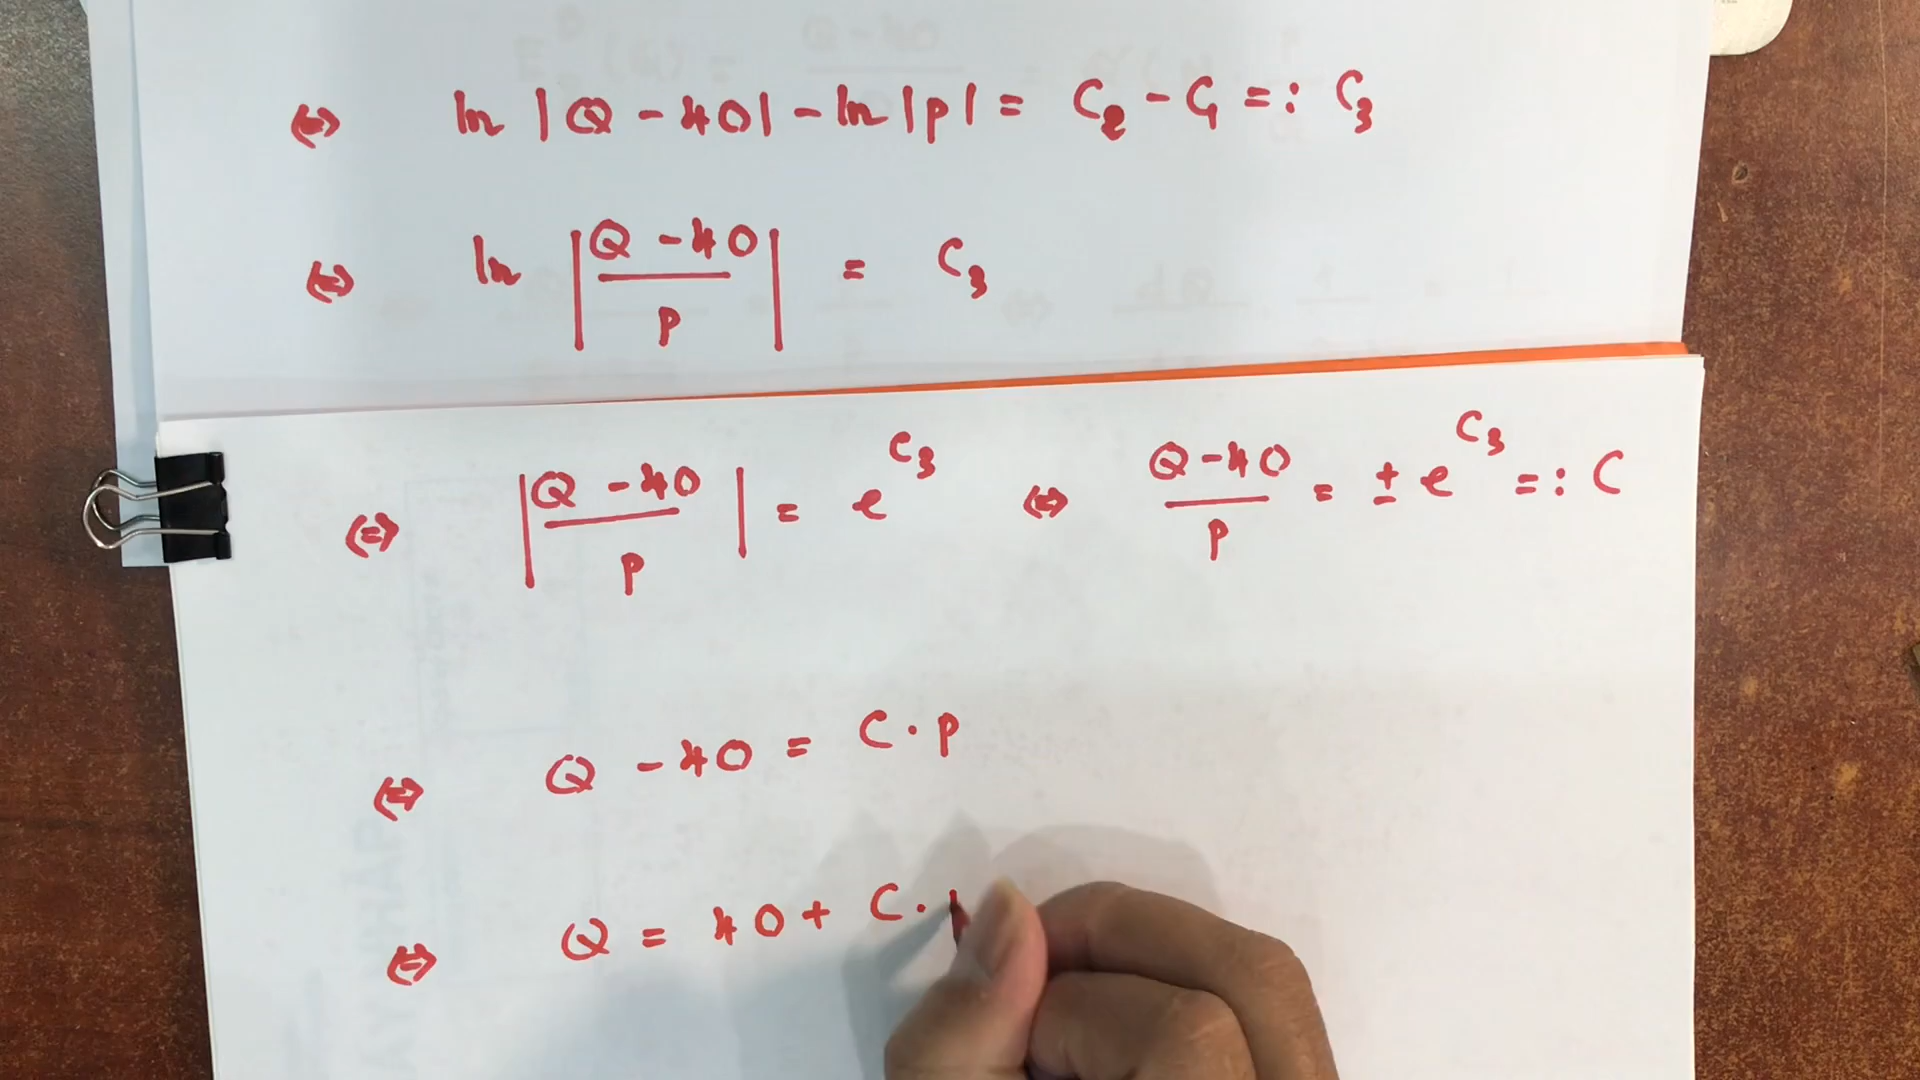 ⇔ ln |Q - 40| - ln |p| = C₂ - C₁ =: C₃
⇔ ln |(Q - 40)/p| = C₃
⇔ |(Q - 40)/p| = e^C₃ ⇔ (Q - 40)/p = ± e^C₃ =: C
⇔ Q - 40 = C · p
⇔ Q = 40 + C ·